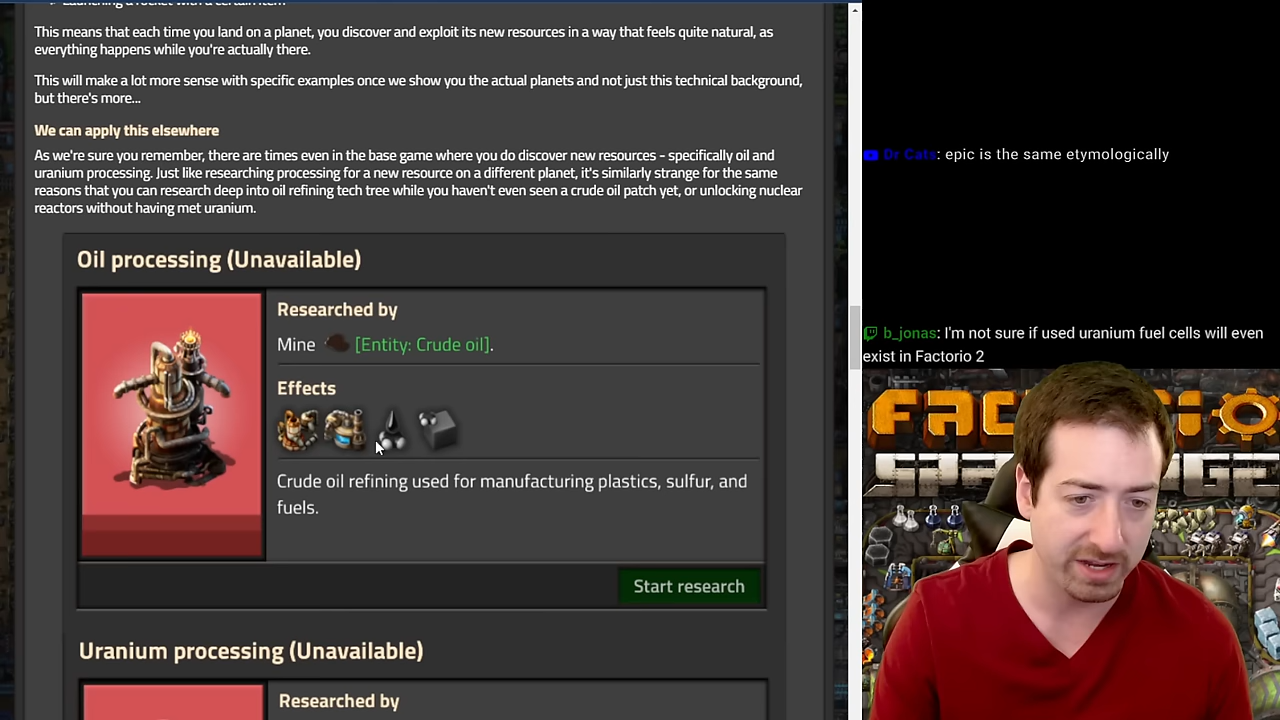 Launching a rocket with a certain item
This means that each time you land on a planet, you discover and exploit its new resources in a way that feels quite natural, as
everything happens while you're actually there.
This will make a lot more sense with specific examples once we show you the actual planets and not just this technical background,
but there's more...
We can apply this elsewhere
As we're sure you remember, there are times even in the base game where you do discover new resources - specifically oil and
uranium processing. Just like researching processing for a new resource on a different planet, it's similarly strange for the same
reasons that you can research deep into oil refining tech tree while you haven't even seen a crude oil patch yet, or unlocking nuclear
reactors without having met uranium.
Oil processing (Unavailable)
Researched by
Mine [Entity: Crude oil].
Effects
Crude oil refining used for manufacturing plastics, sulfur, and
fuels.
Start research
Uranium processing (Unavailable)
Researched by
Dr Cats: epic is the same etymologically
b_jonas: I'm not sure if used uranium fuel cells will even
exist in Factorio 2